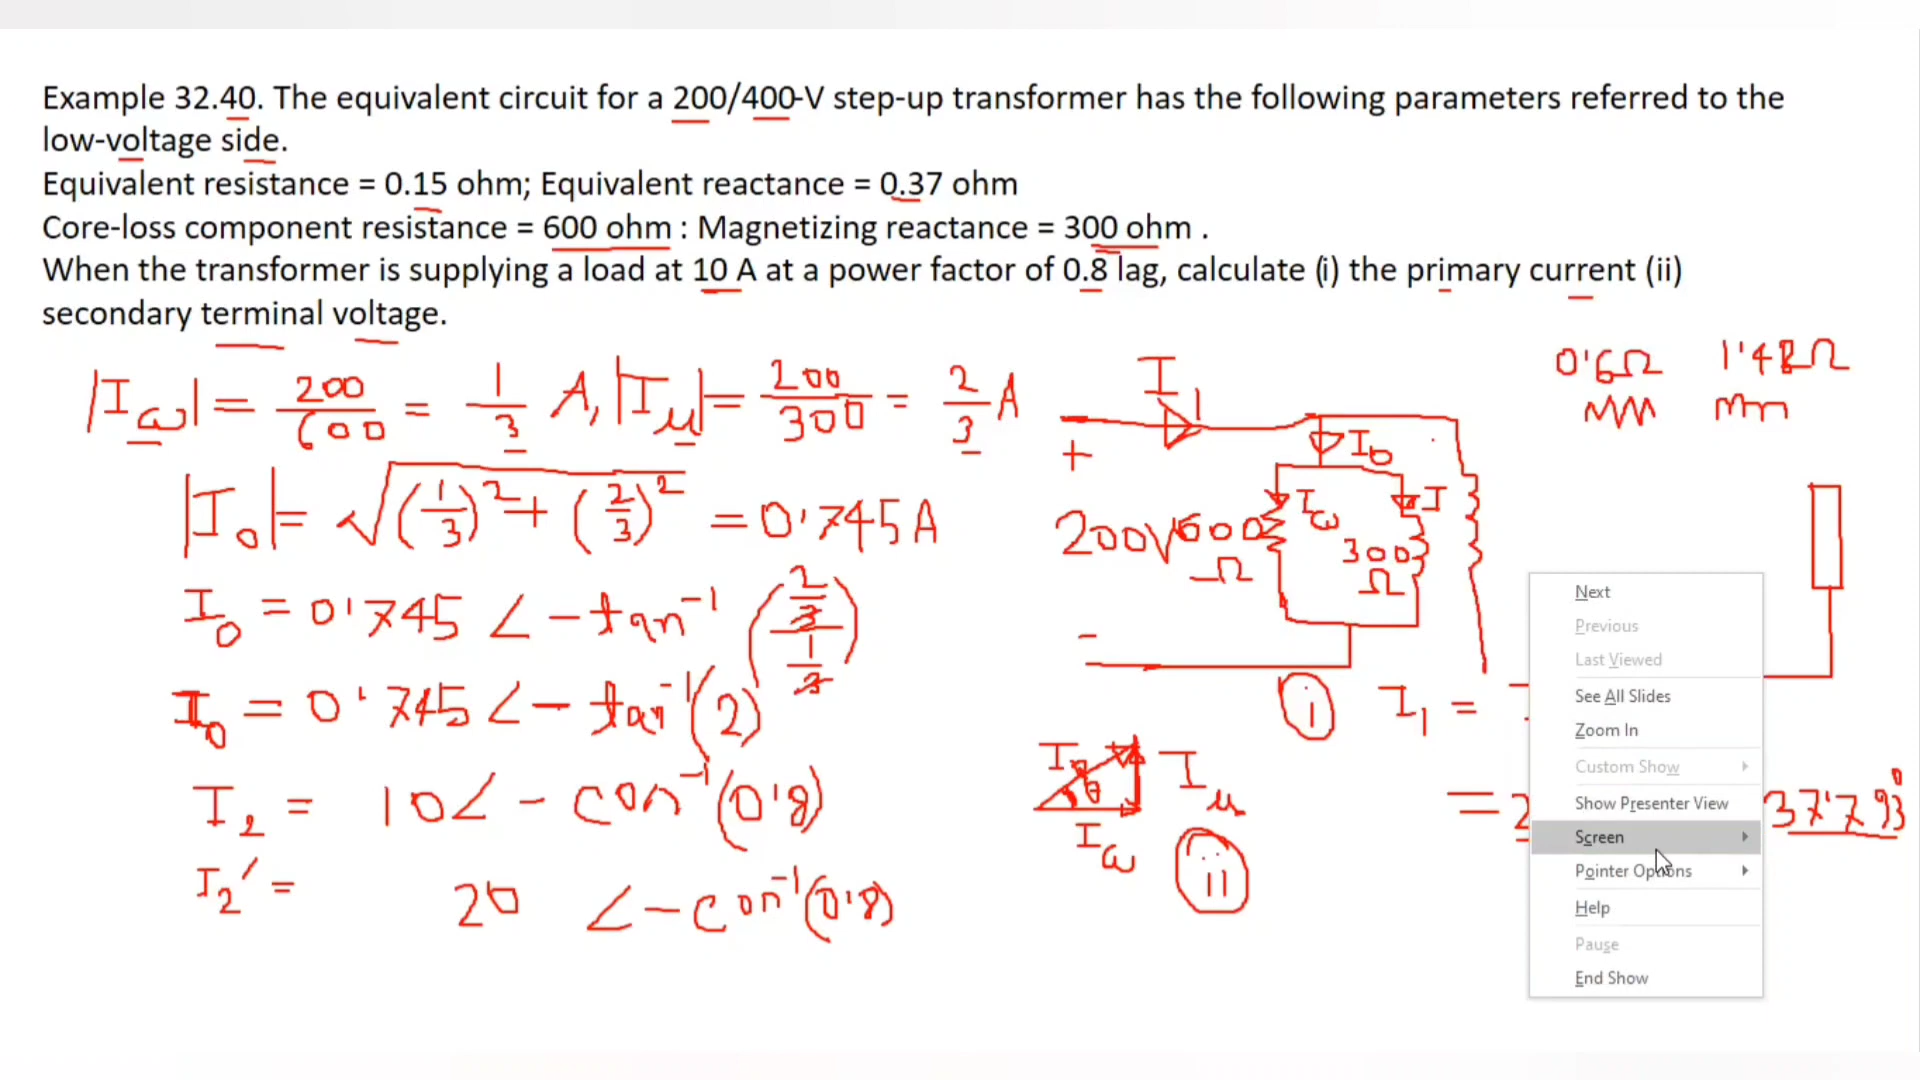 Example 32.40. The equivalent circuit for a 200/400-V step-up transformer has the following parameters referred to the
low-voltage side.
Equivalent resistance = 0.15 ohm; Equivalent reactance = 0.37 ohm
Core-loss component resistance = 600 ohm : Magnetizing reactance = 300 ohm .
When the transformer is supplying a load at 10 A at a power factor of 0.8 lag, calculate (i) the primary current (ii)
secondary terminal voltage.
|Iω| = 200/600 = 1/3 A, |Iμ| = 200/300 = 2/3 A
|I₀| = √((1/3)² + (2/3)²) = 0.745 A
I₀ = 0.745 ∠ - tan⁻¹ ((2/3)/(1/3))
I₀ = 0.745 ∠ - tan⁻¹(2)
I₂ = 10 ∠ - cos⁻¹(0.8)
I₂′ = 20 ∠ - cos⁻¹(0.8)
I₁
0.6Ω 1.48Ω
+
I₀
Iω I
200V 600 Ω 300 Ω
-
(i) I₁ =
= 2 37.793°
I₀ θ Iμ
Iω
(ii)
Next
Previous
Last Viewed
See All Slides
Zoom In
Custom Show
Show Presenter View
Screen
Pointer Options
Help
Pause
End Show